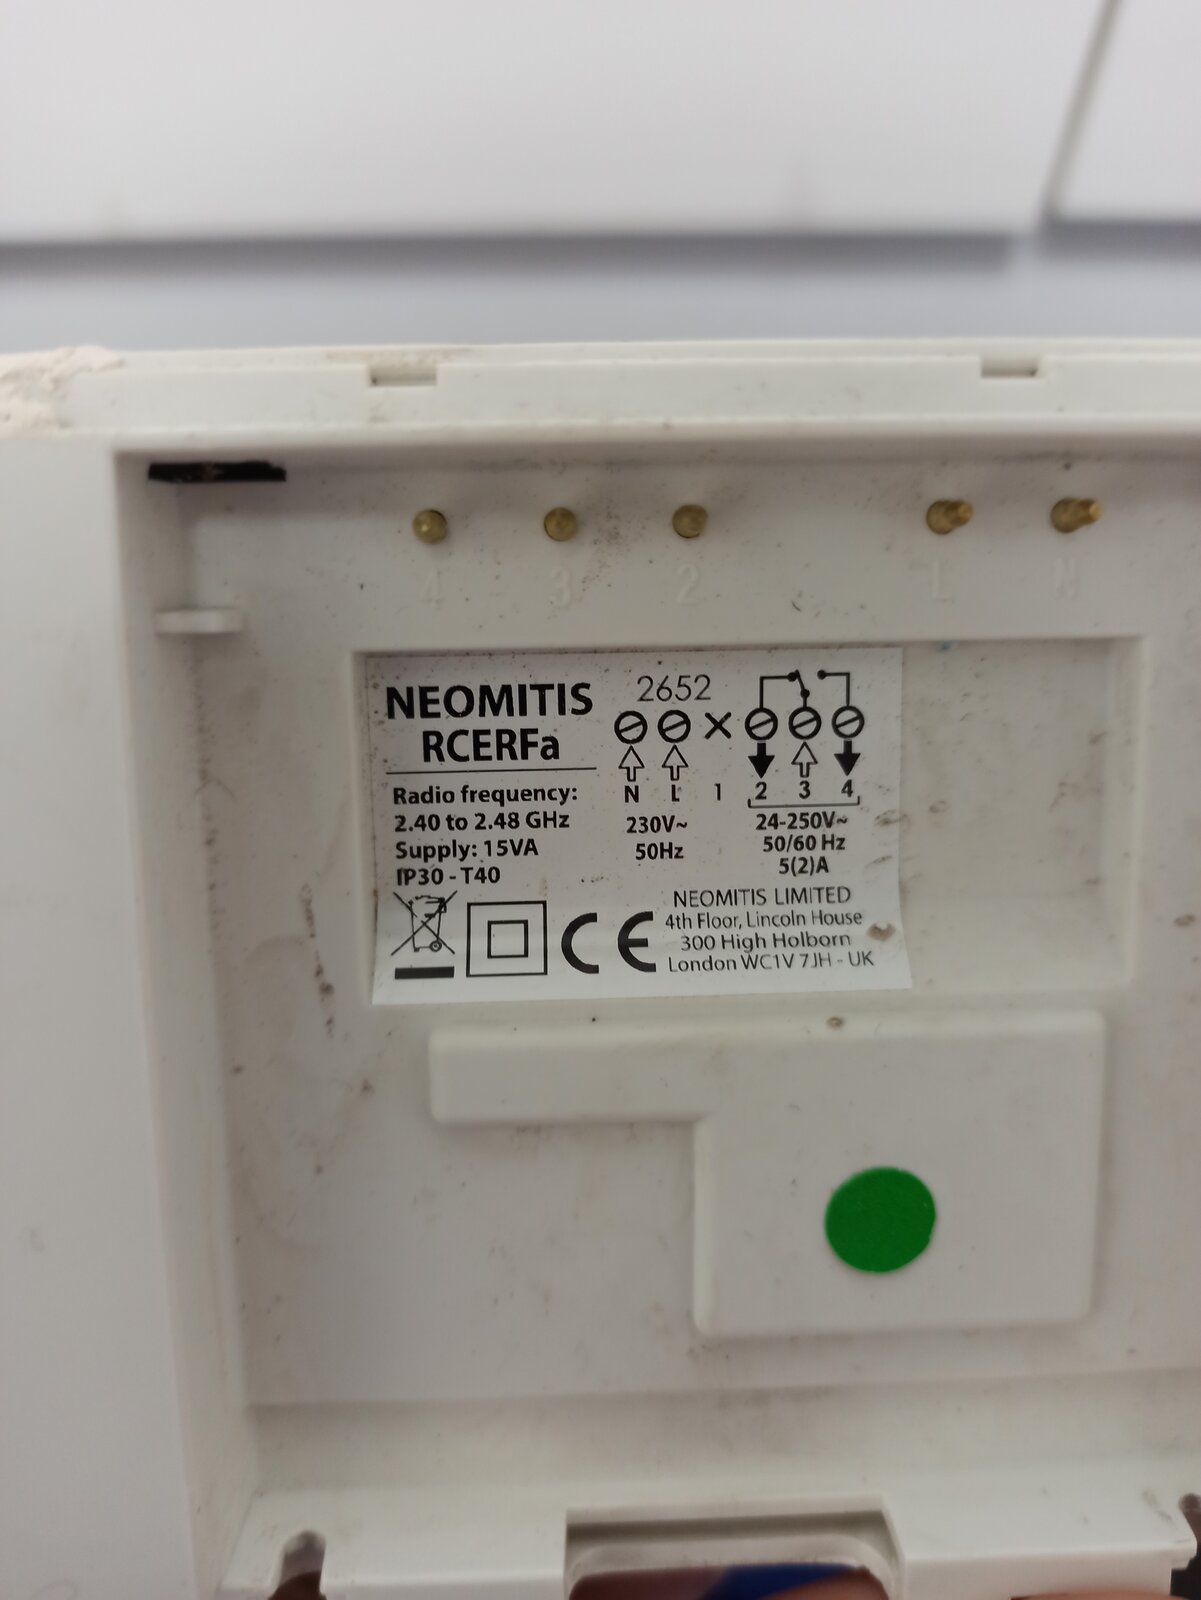 4 3 2 L N
NEOMITIS
RCERFa
Radio frequency:
2.40 to 2.48 GHz
Supply: 15VA
IP30 - T40
2652
N L 1 2 3 4
230V~
50Hz
24-250V~
50/60 Hz
5(2)A
CE
NEOMITIS LIMITED
4th Floor, Lincoln House
300 High Holborn
London WC1V 7JH - UK